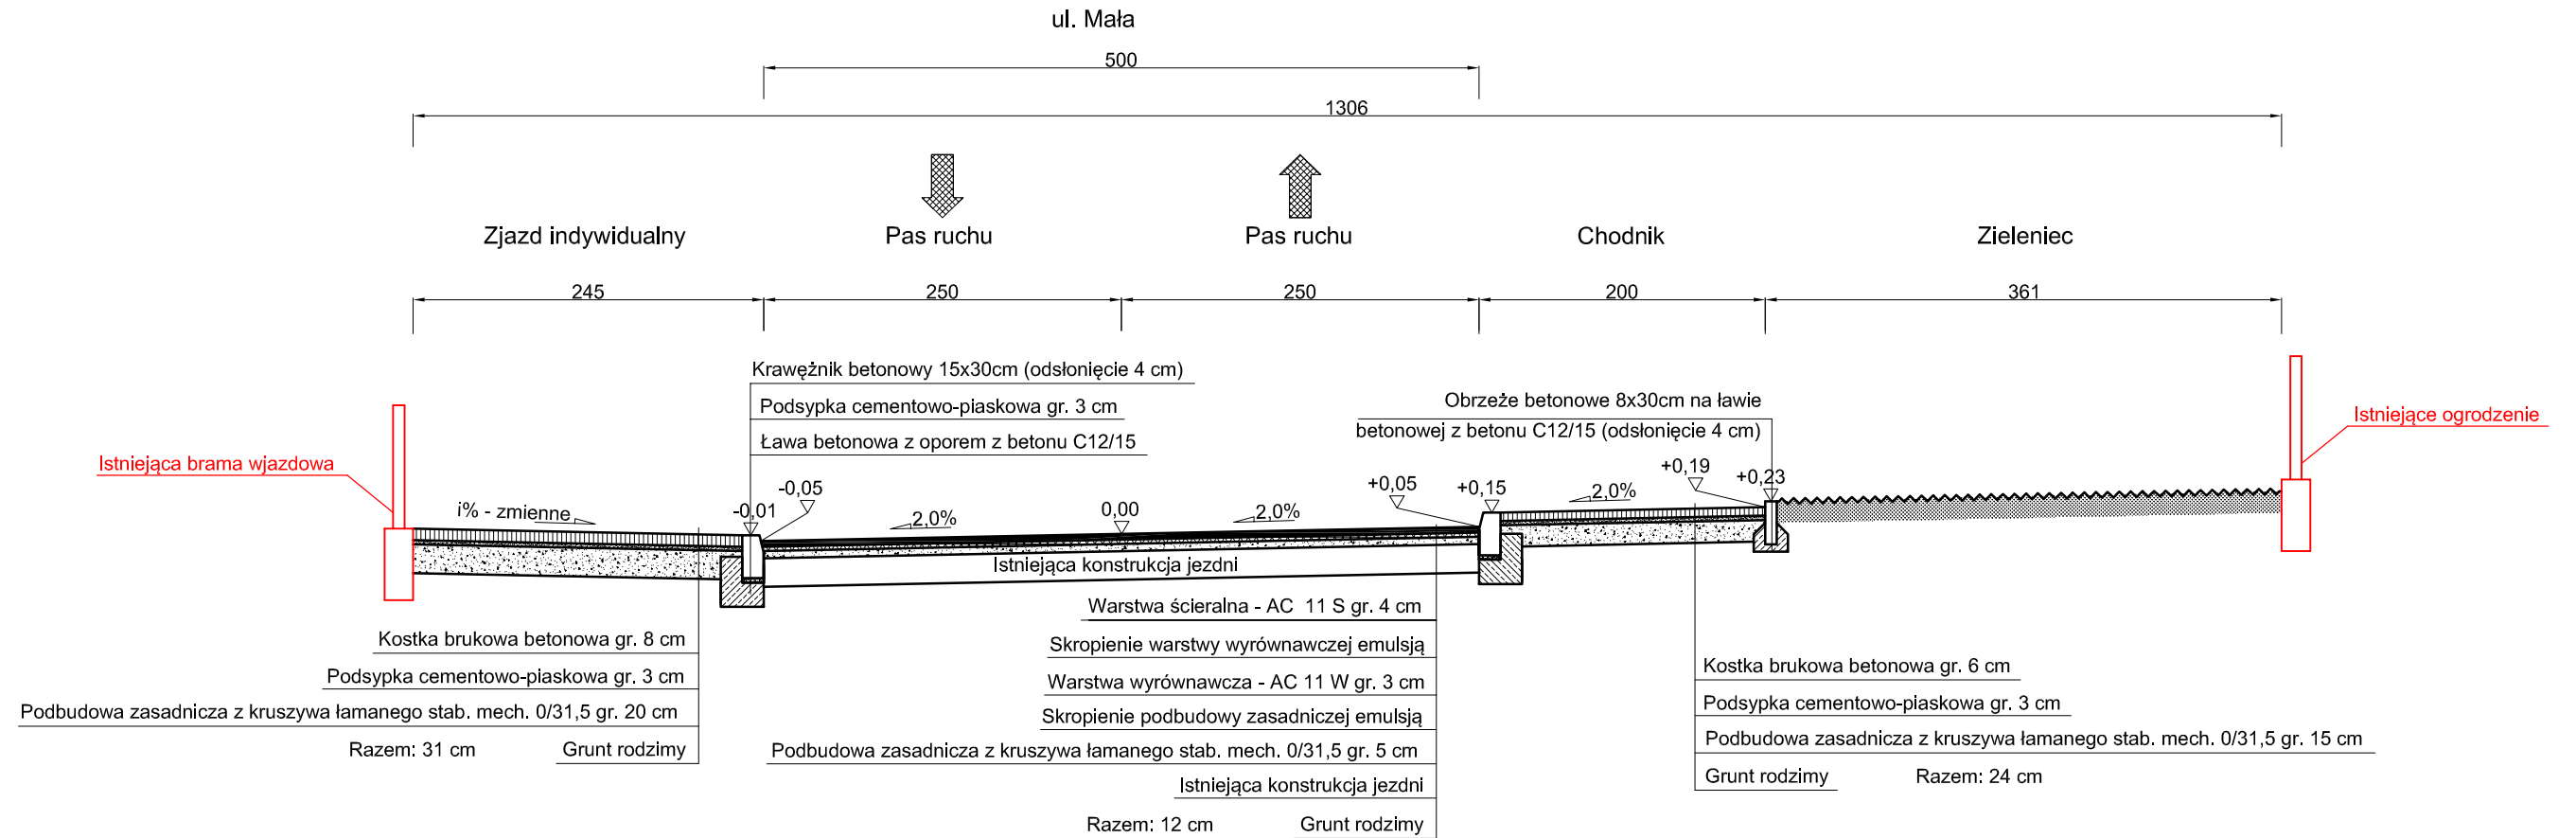 ul. Mała
500
1306
Zjazd indywidualny
Pas ruchu
Pas ruchu
Chodnik
Zieleniec
245
250
250
200
361
Krawężnik betonowy 15x30cm (odsłonięcie 4 cm)
Podsypka cementowo-piaskowa gr. 3 cm
Ława betonowa z oporem z betonu C12/15
Obrzeże betonowe 8x30cm na ławie
betonowej z betonu C12/15 (odsłonięcie 4 cm)
Istniejące ogrodzenie
Istniejąca brama wjazdowa
i% - zmienne
-0,01
-0,05
2,0%
0,00
2,0%
+0,05
+0,15
2,0%
+0,19
+0,23
Istniejąca konstrukcja jezdni
Kostka brukowa betonowa gr. 8 cm
Podsypka cementowo-piaskowa gr. 3 cm
Podbudowa zasadnicza z kruszywa łamanego stab. mech. 0/31,5 gr. 20 cm
Razem: 31 cm Grunt rodzimy
Warstwa ścieralna - AC 11 S gr. 4 cm
Skropienie warstwy wyrównawczej emulsją
Warstwa wyrównawcza - AC 11 W gr. 3 cm
Skropienie podbudowy zasadniczej emulsją
Podbudowa zasadnicza z kruszywa łamanego stab. mech. 0/31,5 gr. 5 cm
Istniejąca konstrukcja jezdni
Razem: 12 cm Grunt rodzimy
Kostka brukowa betonowa gr. 6 cm
Podsypka cementowo-piaskowa gr. 3 cm
Podbudowa zasadnicza z kruszywa łamanego stab. mech. 0/31,5 gr. 15 cm
Grunt rodzimy Razem: 24 cm